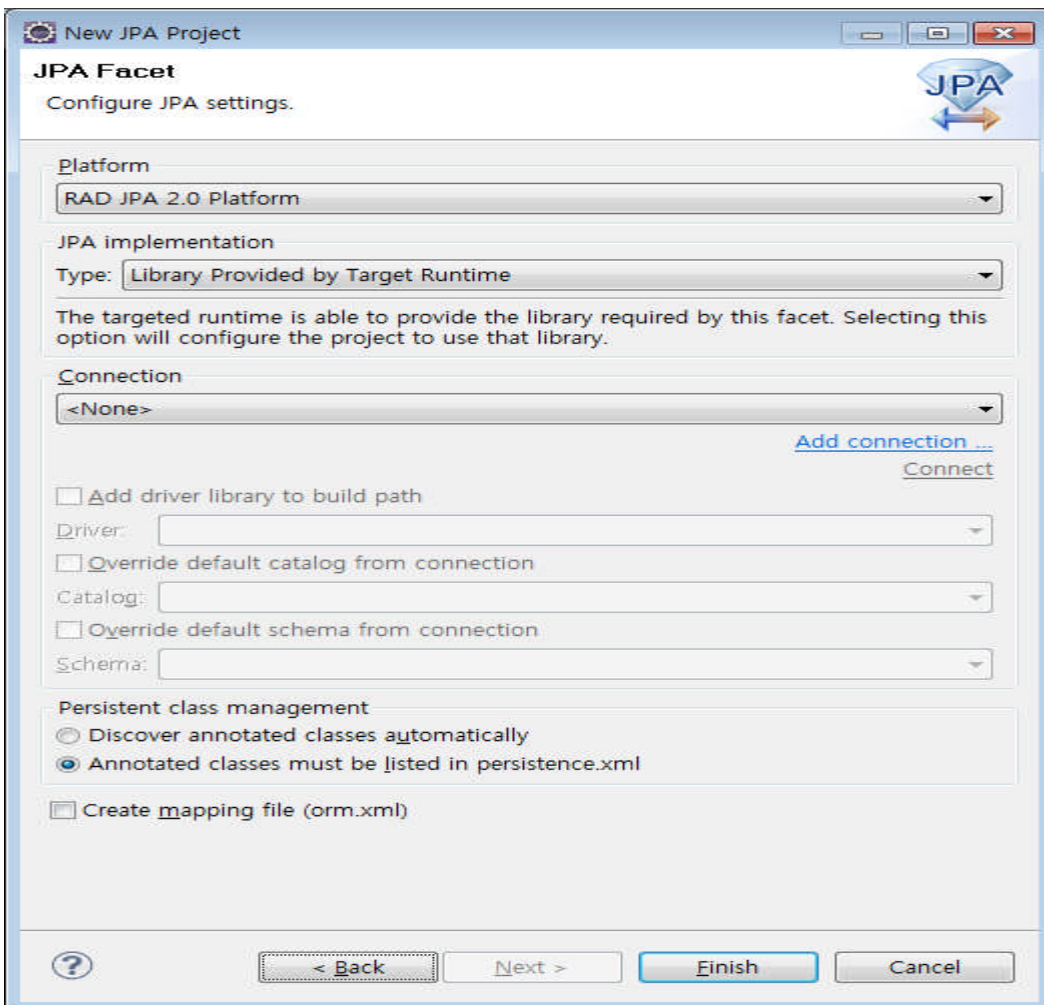 New JPA Project
JPA Facet
Configure JPA settings.
JPA
Platform
RAD JPA 2.0 Platform
JPA implementation
Type: Library Provided by Target Runtime
The targeted runtime is able to provide the library required by this facet. Selecting this
option will configure the project to use that library.
Connection
<None>
Add connection ...
Connect
Add driver library to build path
Driver:
Override default catalog from connection
Catalog:
Override default schema from connection
Schema:
Persistent class management
Discover annotated classes automatically
Annotated classes must be listed in persistence.xml
Create mapping file (orm.xml)
?
< Back
Next >
Finish
Cancel